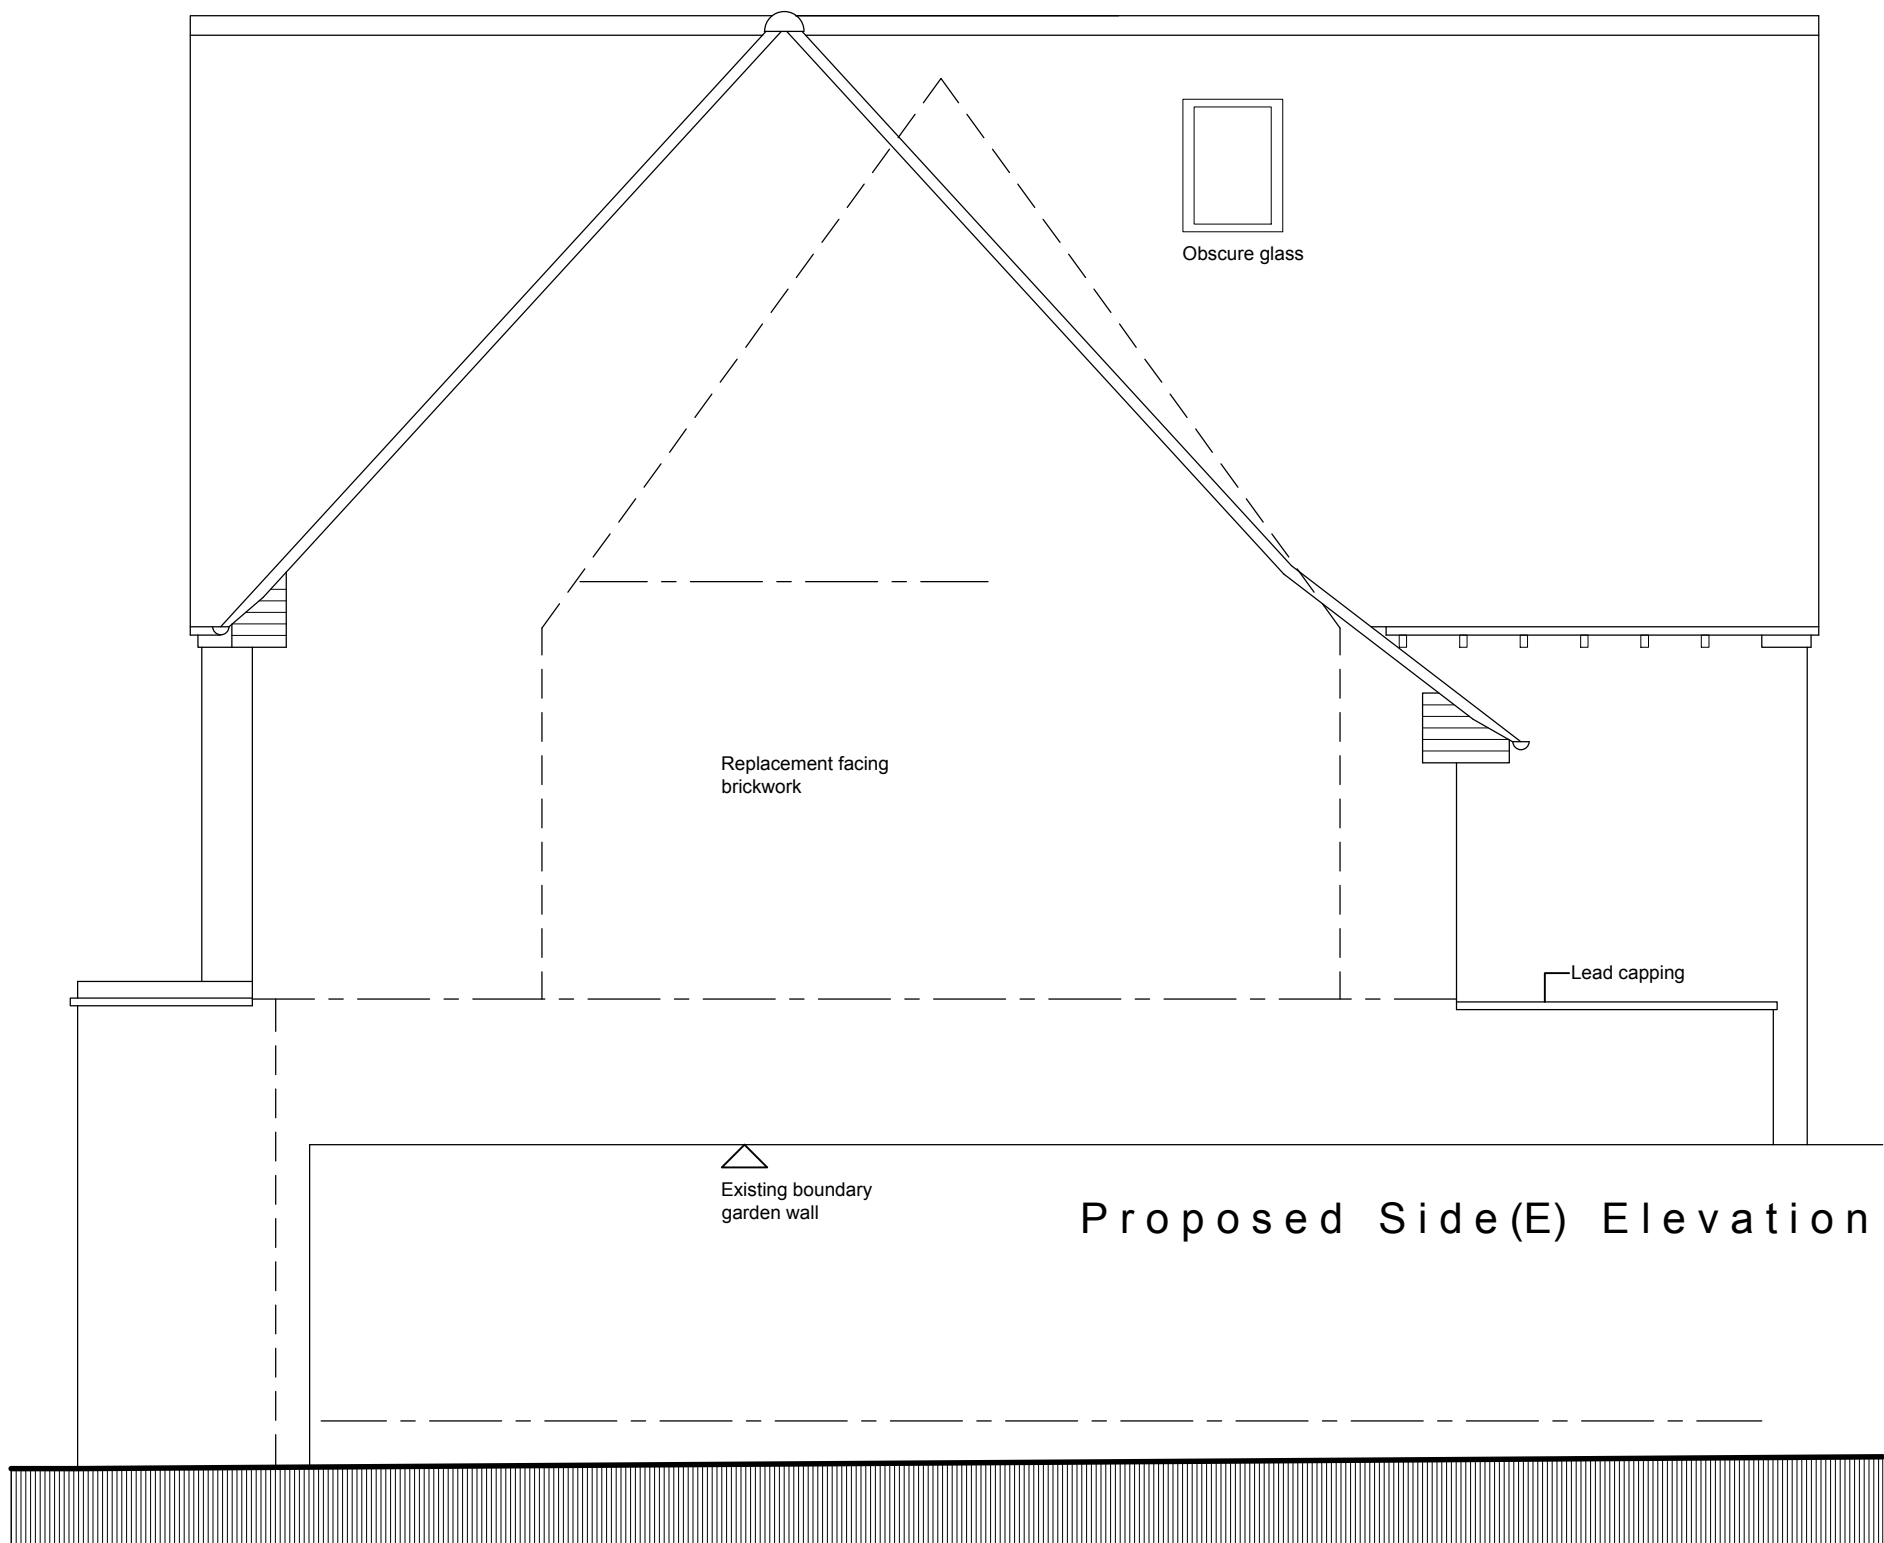 Obscure glass
Replacement facing
brickwork
Lead capping
Existing boundary
garden wall
Proposed Side(E) Elevation